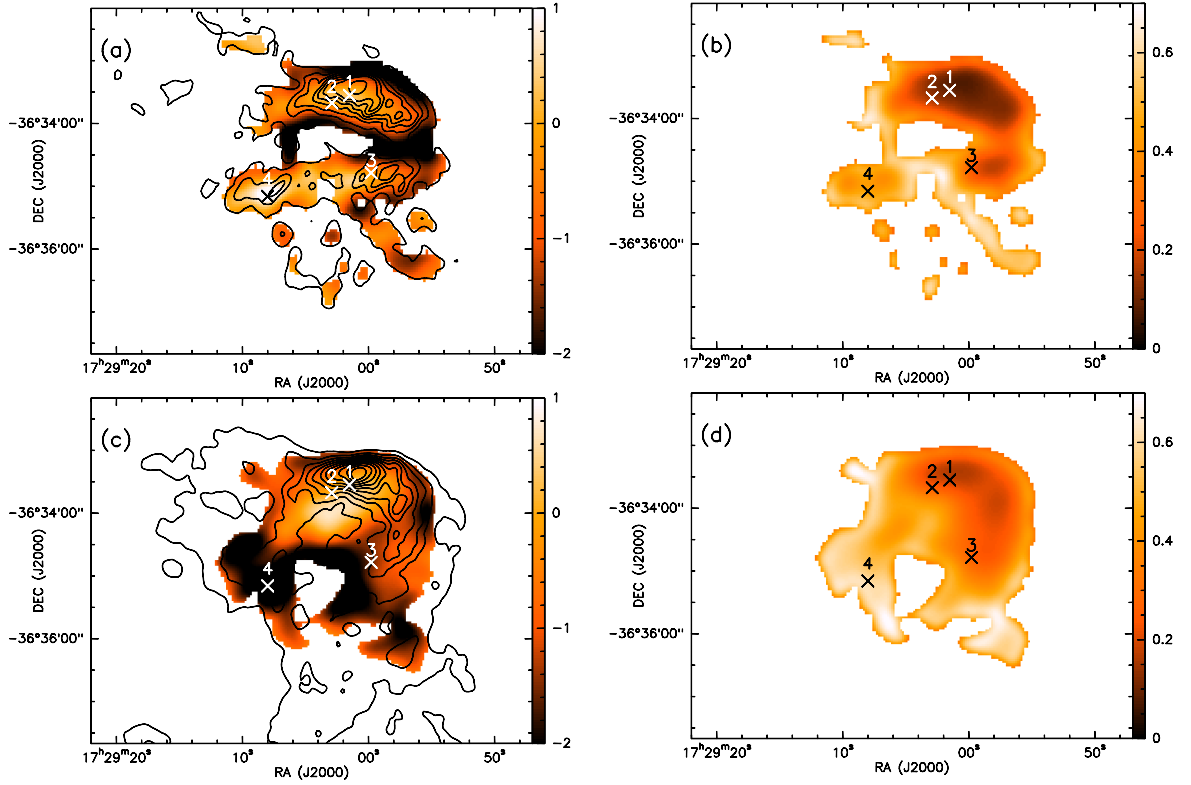 (a)
1
2
3
4
1
0
−1
−2
−36°34'00"
−36°36'00"
DEC (J2000)
17ʰ29ᵐ20ˢ
10ˢ
00ˢ
50ˢ
RA (J2000)
(b)
1
2
3
4
0.6
0.4
0.2
0
−36°34'00"
−36°36'00"
DEC (J2000)
17ʰ29ᵐ20ˢ
10ˢ
00ˢ
50ˢ
RA (J2000)
(c)
1
2
3
4
1
0
−1
−2
−36°34'00"
−36°36'00"
DEC (J2000)
17ʰ29ᵐ20ˢ
10ˢ
00ˢ
50ˢ
RA (J2000)
(d)
1
2
3
4
0.6
0.4
0.2
0
−36°34'00"
−36°36'00"
DEC (J2000)
17ʰ29ᵐ20ˢ
10ˢ
00ˢ
50ˢ
RA (J2000)